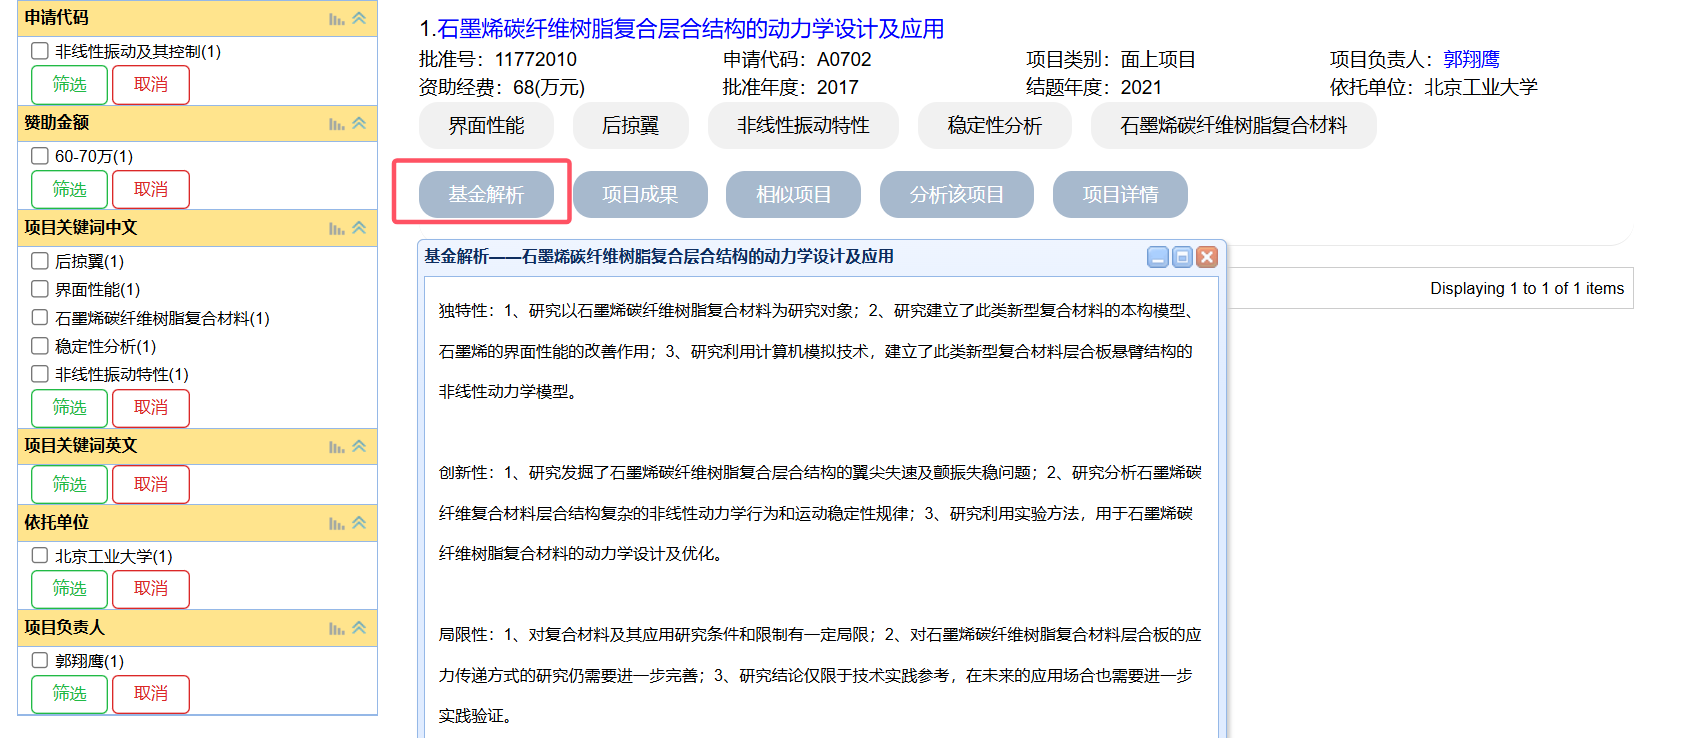 申请代码
非线性振动及其控制(1)
筛选 取消
赞助金额
60-70万(1)
筛选 取消
项目关键词中文
后掠翼(1)
界面性能(1)
石墨烯碳纤维树脂复合材料(1)
稳定性分析(1)
非线性振动特性(1)
筛选 取消
项目关键词英文
筛选 取消
依托单位
北京工业大学(1)
筛选 取消
项目负责人
郭翔鹰(1)
筛选 取消
1.石墨烯碳纤维树脂复合层合结构的动力学设计及应用
批准号：11772010 申请代码：A0702 项目类别：面上项目 项目负责人：郭翔鹰
资助经费：68(万元) 批准年度：2017 结题年度：2021 依托单位：北京工业大学
界面性能 后掠翼 非线性振动特性 稳定性分析 石墨烯碳纤维树脂复合材料
基金解析 项目成果 相似项目 分析该项目 项目详情
基金解析——石墨烯碳纤维树脂复合层合结构的动力学设计及应用
Displaying 1 to 1 of 1 items
独特性：1、研究以石墨烯碳纤维树脂复合材料为研究对象；2、研究建立了此类新型复合材料的本构模型、
石墨烯的界面性能的改善作用；3、研究利用计算机模拟技术，建立了此类新型复合材料层合板悬臂结构的
非线性动力学模型。
创新性：1、研究发掘了石墨烯碳纤维树脂复合层合结构的翼尖失速及颤振失稳问题；2、研究分析石墨烯碳
纤维复合材料层合结构复杂的非线性动力学行为和运动稳定性规律；3、研究利用实验方法，用于石墨烯碳
纤维树脂复合材料的动力学设计及优化。
局限性：1、对复合材料及其应用研究条件和限制有一定局限；2、对石墨烯碳纤维树脂复合材料层合板的应
力传递方式的研究仍需要进一步完善；3、研究结论仅限于技术实践参考，在未来的应用场合也需要进一步
实践验证。